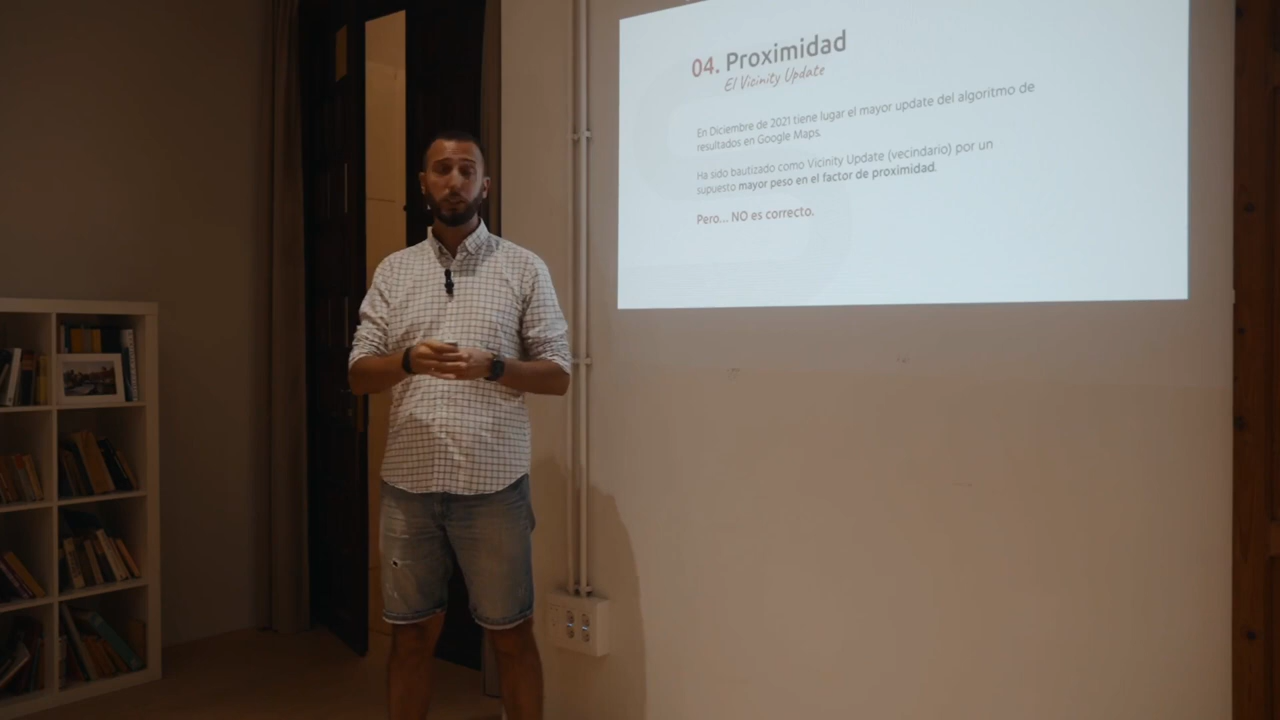 04. Proximidad
El Vicinity Update
En Diciembre de 2021 tiene lugar el mayor update del algoritmo de
resultados en Google Maps.
Ha sido bautizado como Vicinity Update (vecindario) por un
supuesto mayor peso en el factor de proximidad.
Pero... NO es correcto.